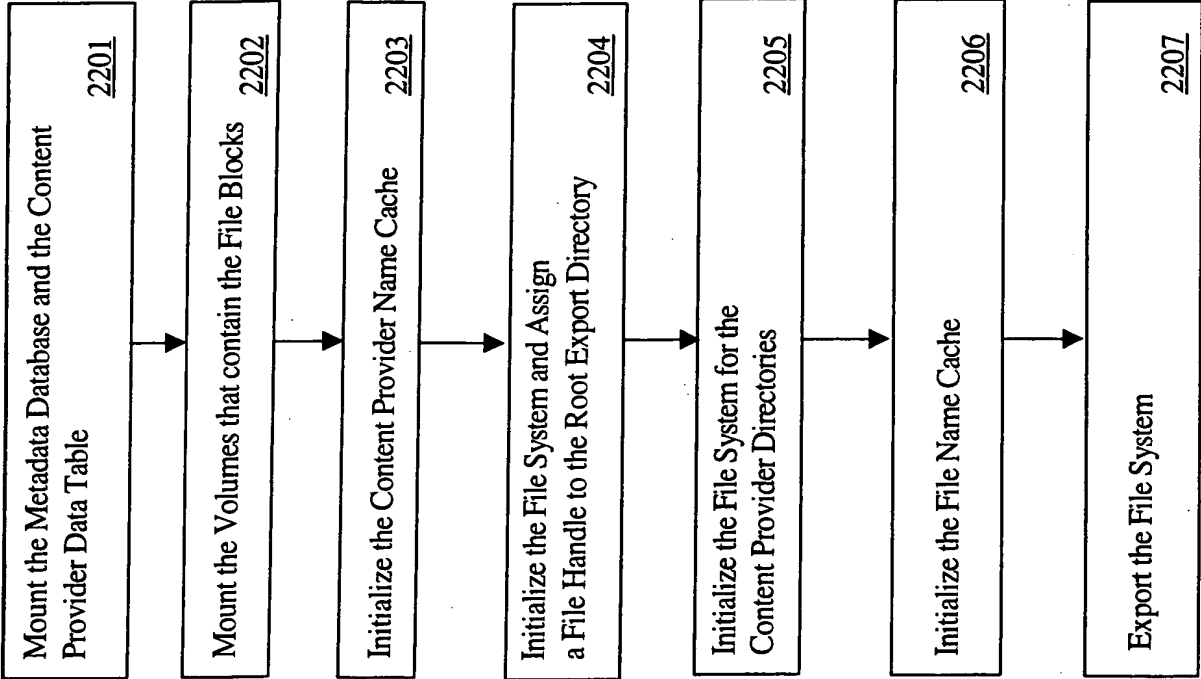 Mount the Metadata Database and the Content
Provider Data Table
2201
Mount the Volumes that contain the File Blocks
2202
Initialize the Content Provider Name Cache
2203
Initialize the File System and Assign
a File Handle to the Root Export Directory
2204
Initialize the File System for the
Content Provider Directories
2205
Initialize the File Name Cache
2206
Export the File System
2207